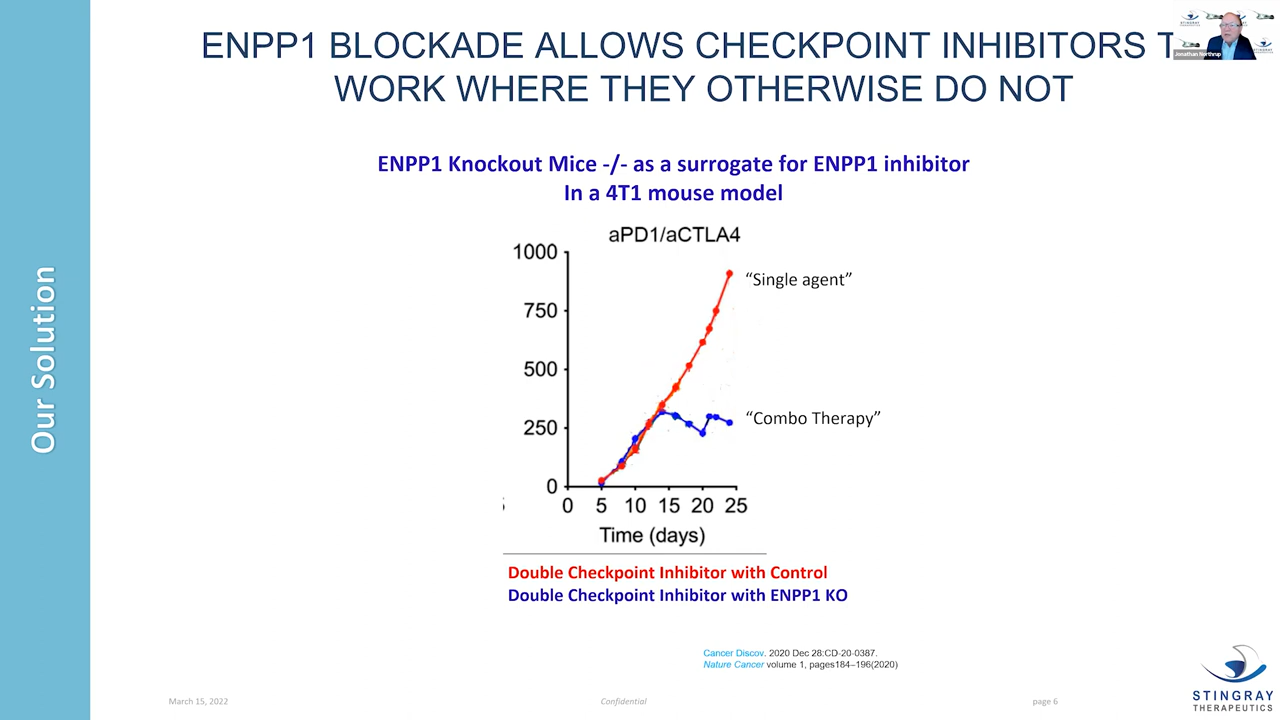 ENPP1 BLOCKADE ALLOWS CHECKPOINT INHIBITORS T
WORK WHERE THEY OTHERWISE DO NOT
Jonathan Northrup
Our Solution
ENPP1 Knockout Mice -/- as a surrogate for ENPP1 inhibitor
In a 4T1 mouse model
aPD1/aCTLA4
1000
750
500
250
0
"Single agent"
"Combo Therapy"
0 5 10 15 20 25
Time (days)
Double Checkpoint Inhibitor with Control
Double Checkpoint Inhibitor with ENPP1 KO
Cancer Discov. 2020 Dec 28:CD-20-0387.
Nature Cancer volume 1, pages184–196(2020)
March 15, 2022
Confidential
page 6
STINGRAY
THERAPEUTICS